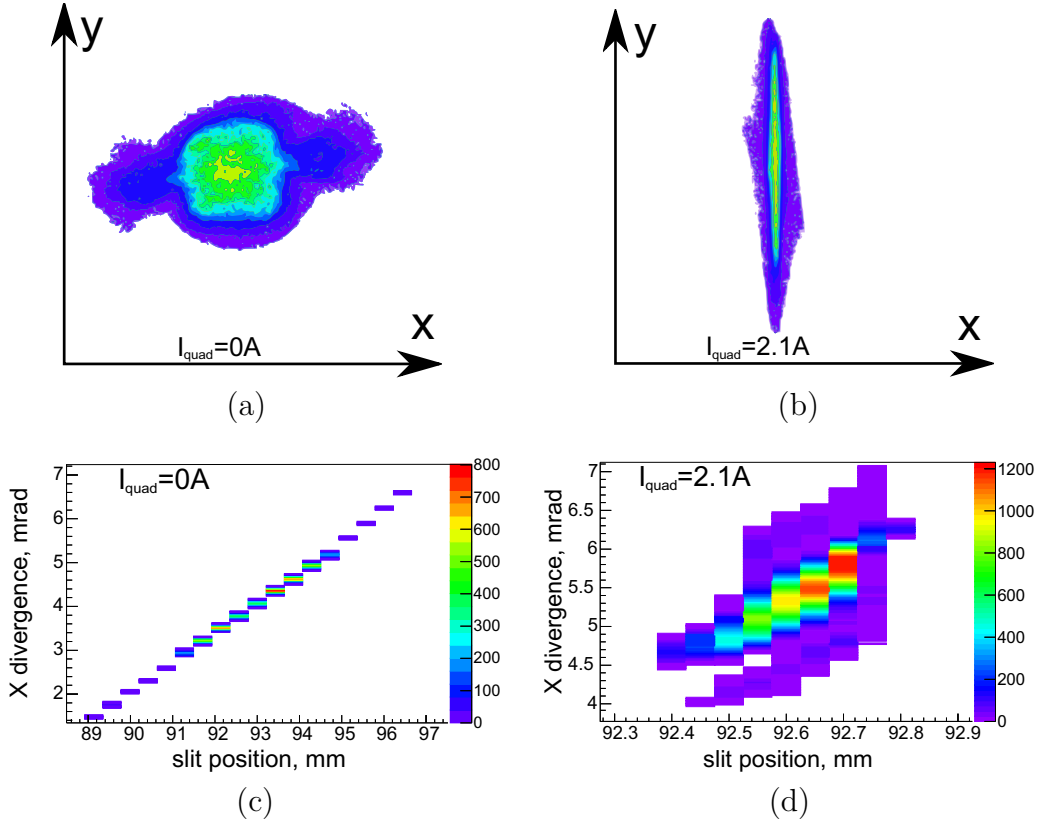 y
x
I_quad=0A
(a)
y
x
I_quad=2.1A
(b)
I_quad=0A
X divergence, mrad
7
6
5
4
3
2
89 90 91 92 93 94 95 96 97
slit position, mm
800
700
600
500
400
300
200
100
0
(c)
I_quad=2.1A
X divergence, mrad
7
6.5
6
5.5
5
4.5
4
92.3 92.4 92.5 92.6 92.7 92.8 92.9
slit position, mm
1200
1000
800
600
400
200
0
(d)